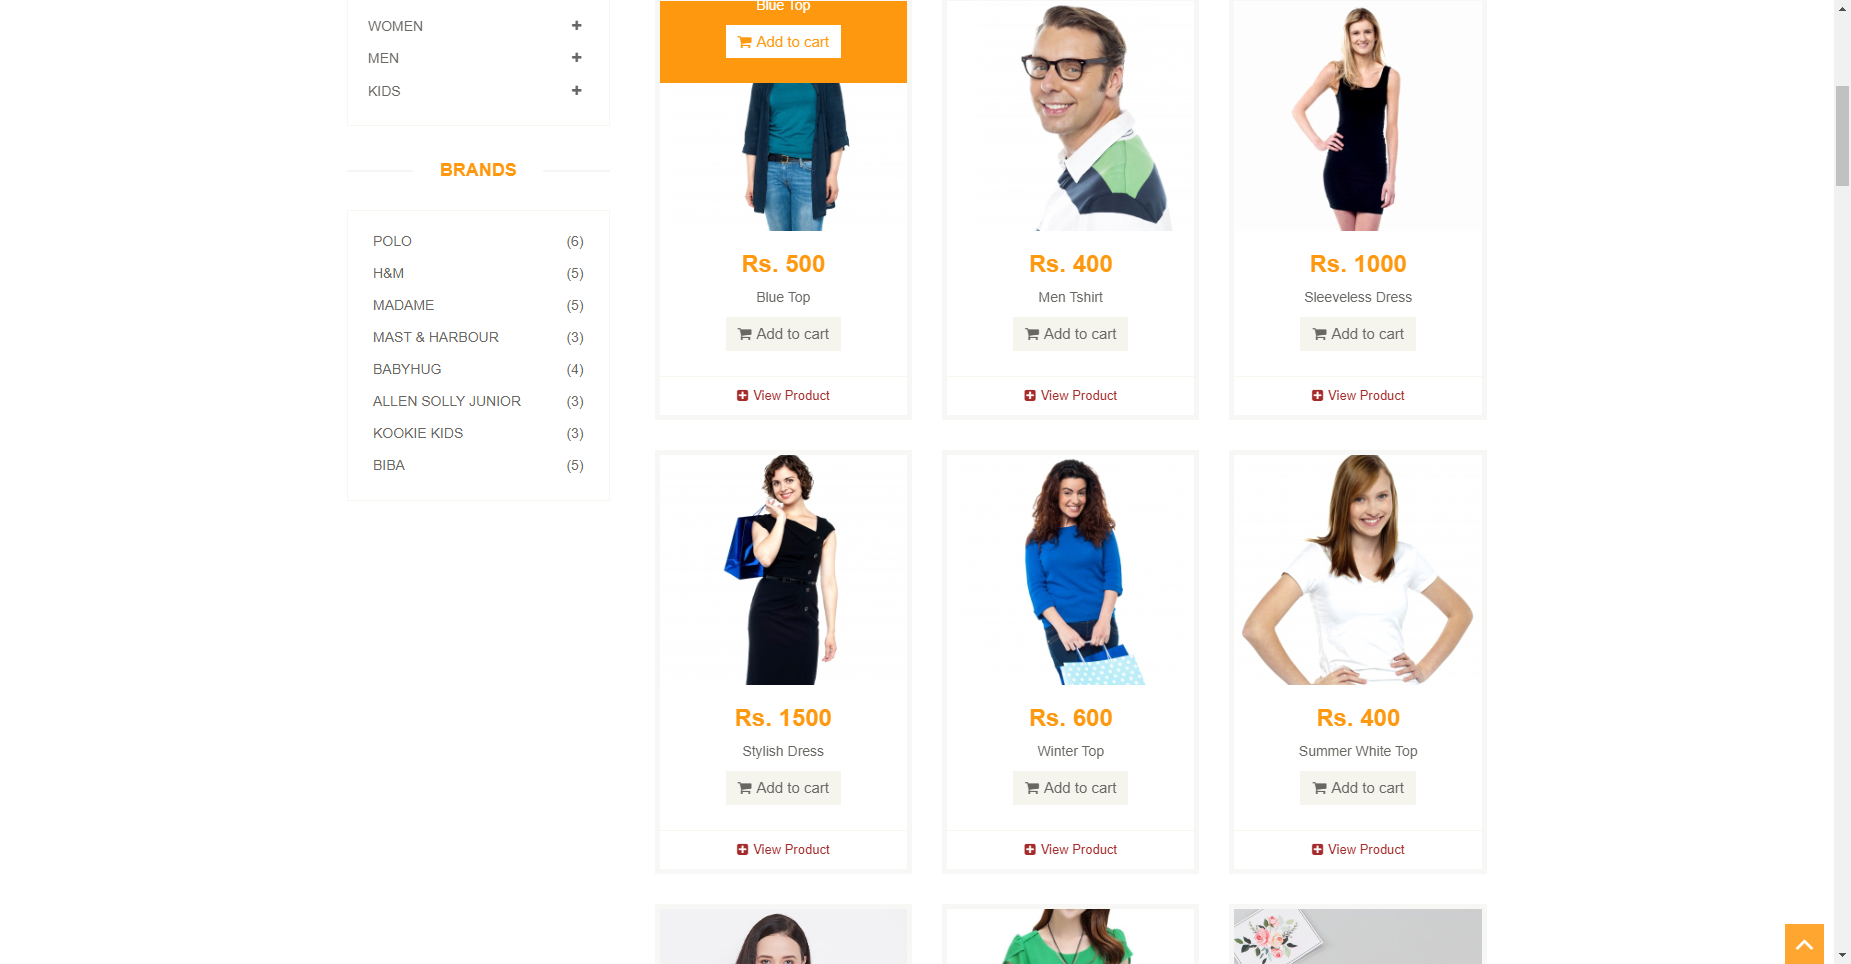 WOMEN
MEN
KIDS
BRANDS
POLO (6)
H&M (5)
MADAME (5)
MAST & HARBOUR (3)
BABYHUG (4)
ALLEN SOLLY JUNIOR (3)
KOOKIE KIDS (3)
BIBA (5)
Blue Top
Add to cart
Rs. 500
Blue Top
Add to cart
View Product
Rs. 400
Men Tshirt
Add to cart
View Product
Rs. 1000
Sleeveless Dress
Add to cart
View Product
Rs. 1500
Stylish Dress
Add to cart
View Product
Rs. 600
Winter Top
Add to cart
View Product
Rs. 400
Summer White Top
Add to cart
View Product